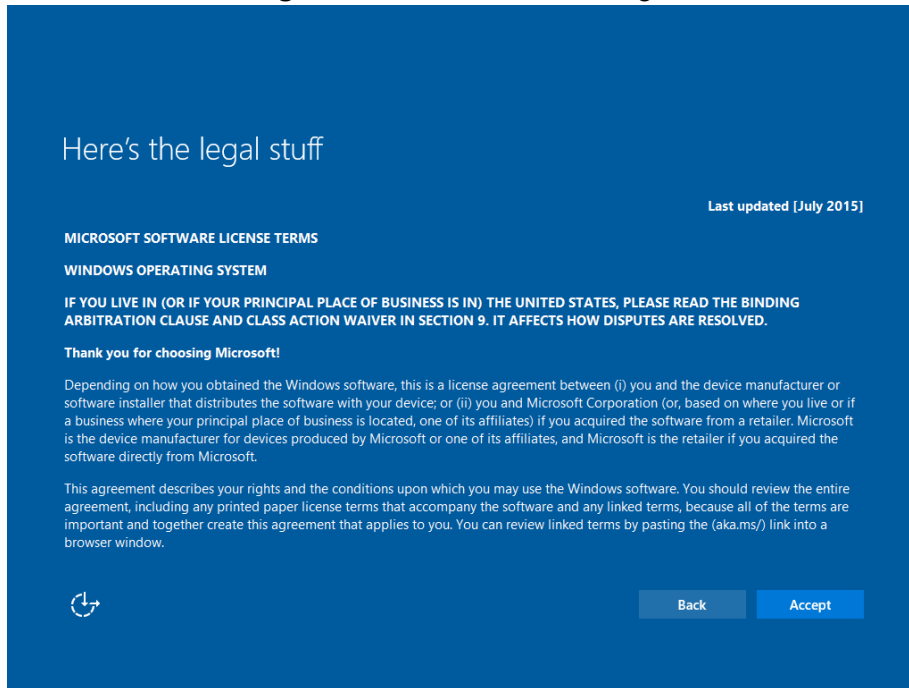 Here's the legal stuff
Last updated [July 2015]
MICROSOFT SOFTWARE LICENSE TERMS
WINDOWS OPERATING SYSTEM
IF YOU LIVE IN (OR IF YOUR PRINCIPAL PLACE OF BUSINESS IS IN) THE UNITED STATES, PLEASE READ THE BINDING
ARBITRATION CLAUSE AND CLASS ACTION WAIVER IN SECTION 9. IT AFFECTS HOW DISPUTES ARE RESOLVED.
Thank you for choosing Microsoft!
Depending on how you obtained the Windows software, this is a license agreement between (i) you and the device manufacturer or
software installer that distributes the software with your device; or (ii) you and Microsoft Corporation (or, based on where you live or if
a business where your principal place of business is located, one of its affiliates) if you acquired the software from a retailer. Microsoft
is the device manufacturer for devices produced by Microsoft or one of its affiliates, and Microsoft is the retailer if you acquired the
software directly from Microsoft.
This agreement describes your rights and the conditions upon which you may use the Windows software. You should review the entire
agreement, including any printed paper license terms that accompany the software and any linked terms, because all of the terms are
important and together create this agreement that applies to you. You can review linked terms by pasting the (aka.ms/) link into a
browser window.
Back
Accept